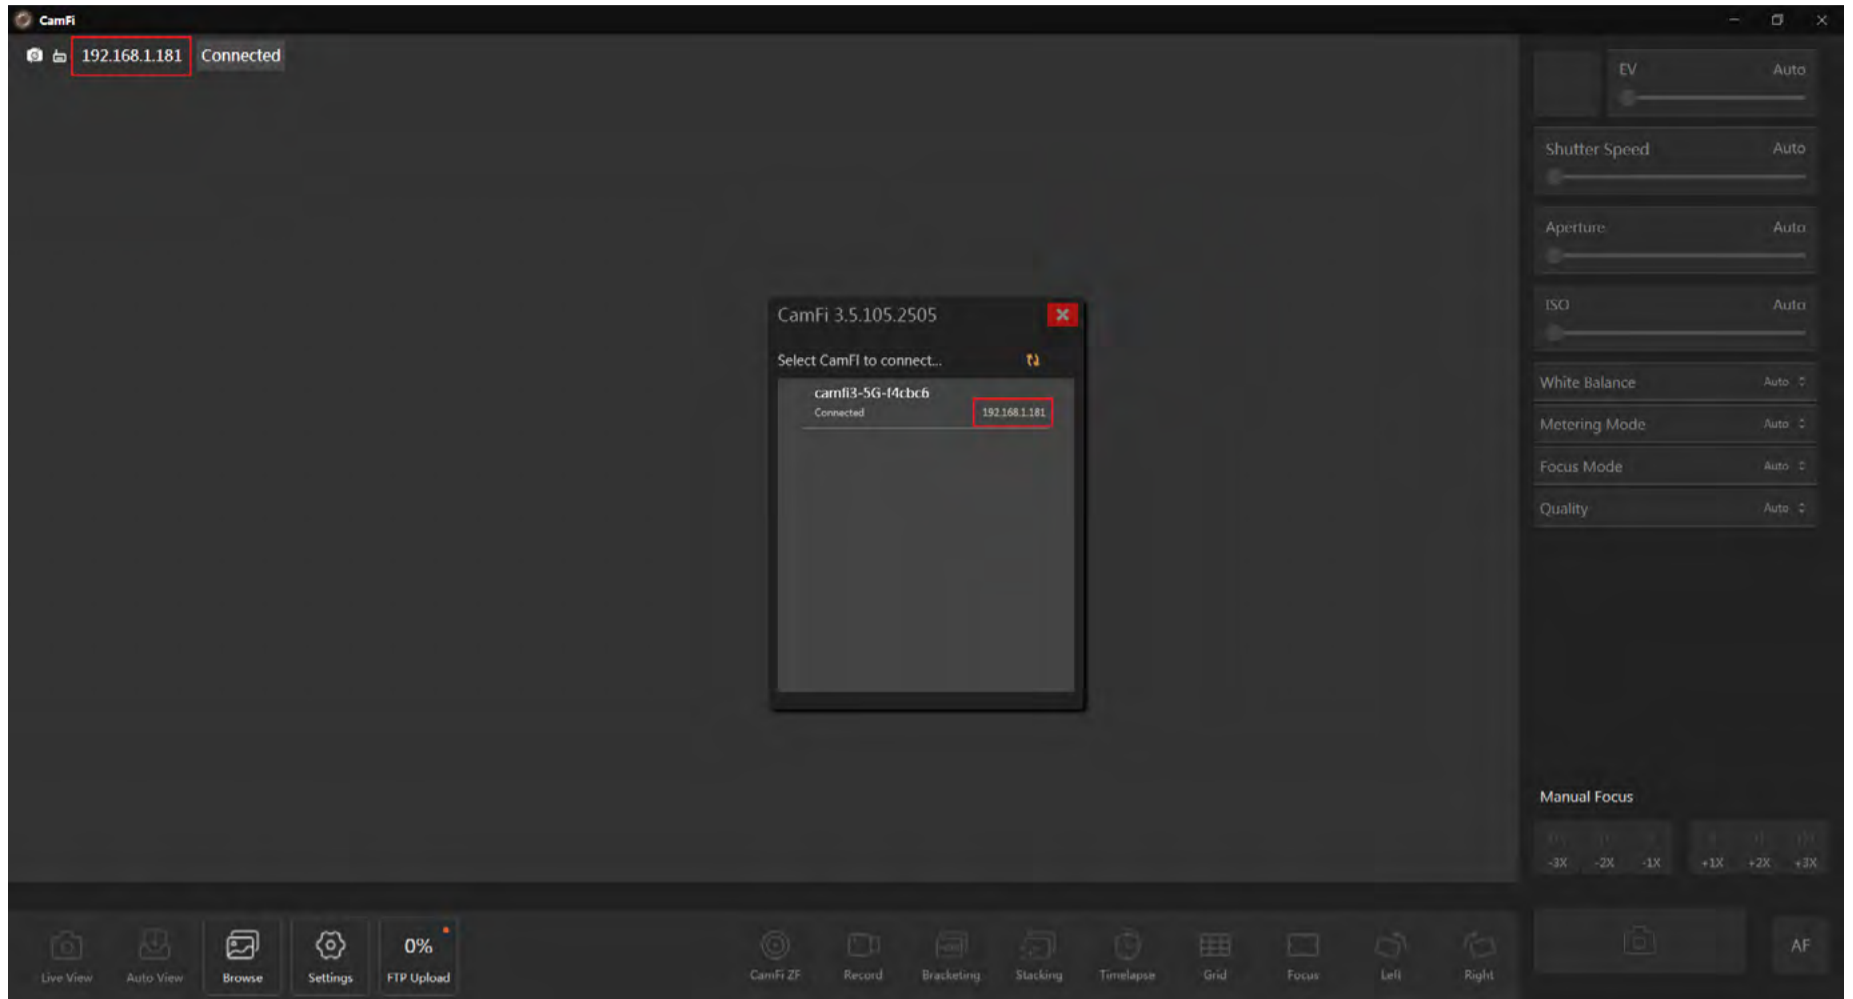 CamFi
192.168.1.181 Connected
EV Auto
Shutter Speed Auto
Aperture Auto
ISO Auto
White Balance Auto
Metering Mode Auto
Focus Mode Auto
Quality Auto
CamFi 3.5.105.2505
Select CamFI to connect...
camfi3-5G-f4cbc6
Connected 192.168.1.181
Manual Focus
-3X -2X -1X +1X +2X +3X
0%
Live View Auto View Browse Settings FTP Upload
CamFi ZF Record Bracketing Stacking Timelapse Grid Focus Left Right
AF